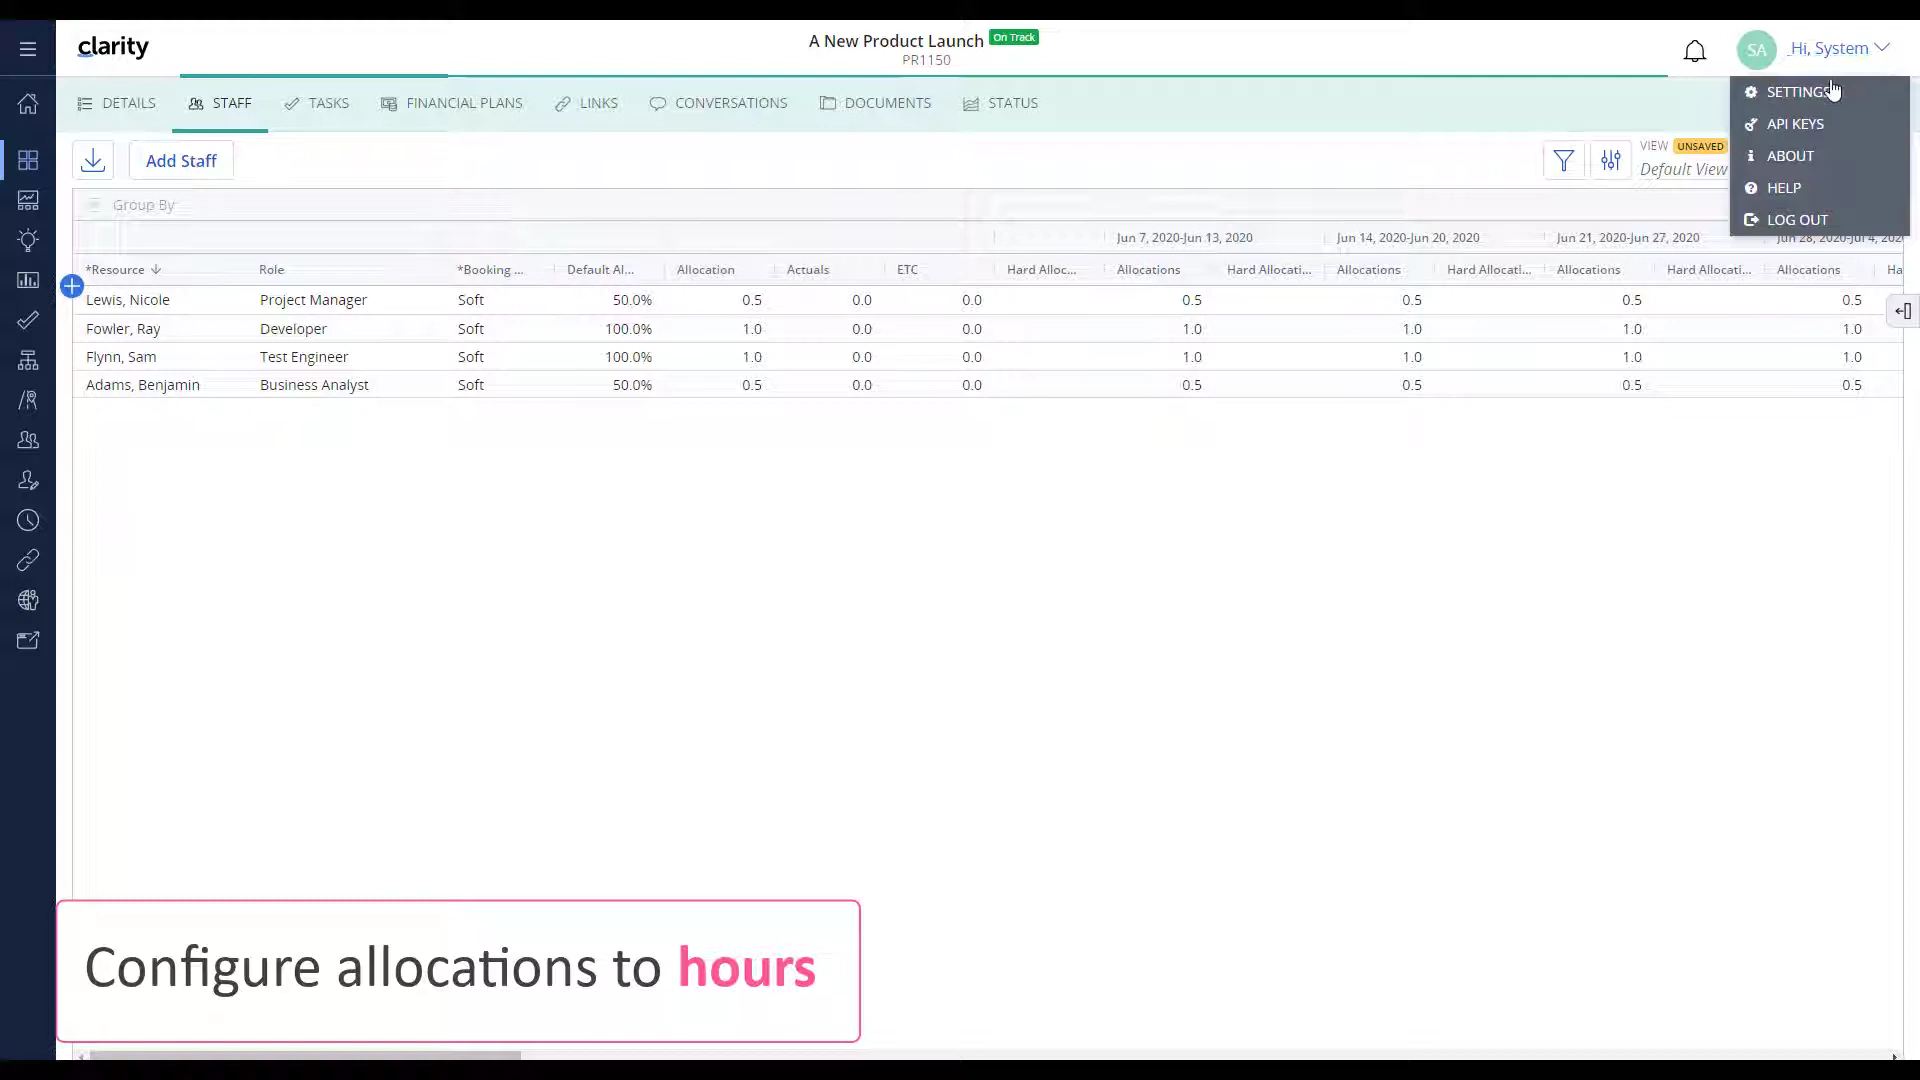 clarity
A New Product Launch On Track
PR1150
SA Hi, System
DETAILS STAFF TASKS FINANCIAL PLANS LINKS CONVERSATIONS DOCUMENTS STATUS
SETTINGS
API KEYS
ABOUT
HELP
LOG OUT
Add Staff
VIEW UNSAVED
Default View
Group By
Jun 7, 2020-Jun 13, 2020 Jun 14, 2020-Jun 20, 2020 Jun 21, 2020-Jun 27, 2020 Jun 28, 2020-Jul 4, 202
*Resource Role *Booking ... Default Al... Allocation Actuals ETC Hard Alloc... Allocations Hard Allocati... Allocations Hard Allocati... Allocations Hard Allocati... Allocations Ha
Lewis, Nicole Project Manager Soft 50.0% 0.5 0.0 0.0 0.5 0.5 0.5 0.5
Fowler, Ray Developer Soft 100.0% 1.0 0.0 0.0 1.0 1.0 1.0 1.0
Flynn, Sam Test Engineer Soft 100.0% 1.0 0.0 0.0 1.0 1.0 1.0 1.0
Adams, Benjamin Business Analyst Soft 50.0% 0.5 0.0 0.0 0.5 0.5 0.5 0.5
Configure allocations to hours